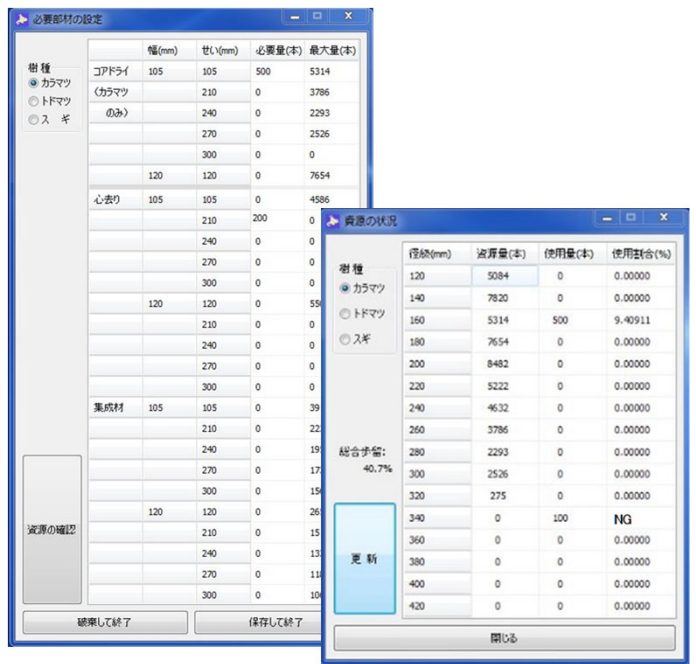 必要部材の設定
幅(mm) せい(mm) 必要量(本) 最大量(本)
樹種
カラマツ
トドマツ
スギ
コアドライ 105 105 500 5314
(カラマツ 210 0 3786
のみ) 240 0 2293
270 0 2526
300 0 0
120 120 0 7654
心去り 105 105 0 4586
210 200 0
240 0 0
270 0 0
300 0 0
120 120 0
210 0 0
240 0 0
270 0 0
300 0 0
集成材 105 105 0
210 0
240 0
270 0
300 0
120 120 0
210 0
240 0
270 0
300 0
資源の確認
破棄して終了 保存して終了
資源の状況
径級(mm) 資源量(本) 使用量(本) 使用割合(%)
樹種
カラマツ
トドマツ
スギ
120 5084 0 0.00000
140 7820 0 0.00000
160 5314 500 9.40911
180 7654 0 0.00000
200 8482 0 0.00000
220 5222 0 0.00000
240 4632 0 0.00000
260 3786 0 0.00000
280 2293 0 0.00000
300 2526 0 0.00000
320 275 0 0.00000
340 0 100 NG
360 0 0 0.00000
380 0 0 0.00000
400 0 0 0.00000
420 0 0 0.00000
総合歩留:
40.7%
更新
閉じる